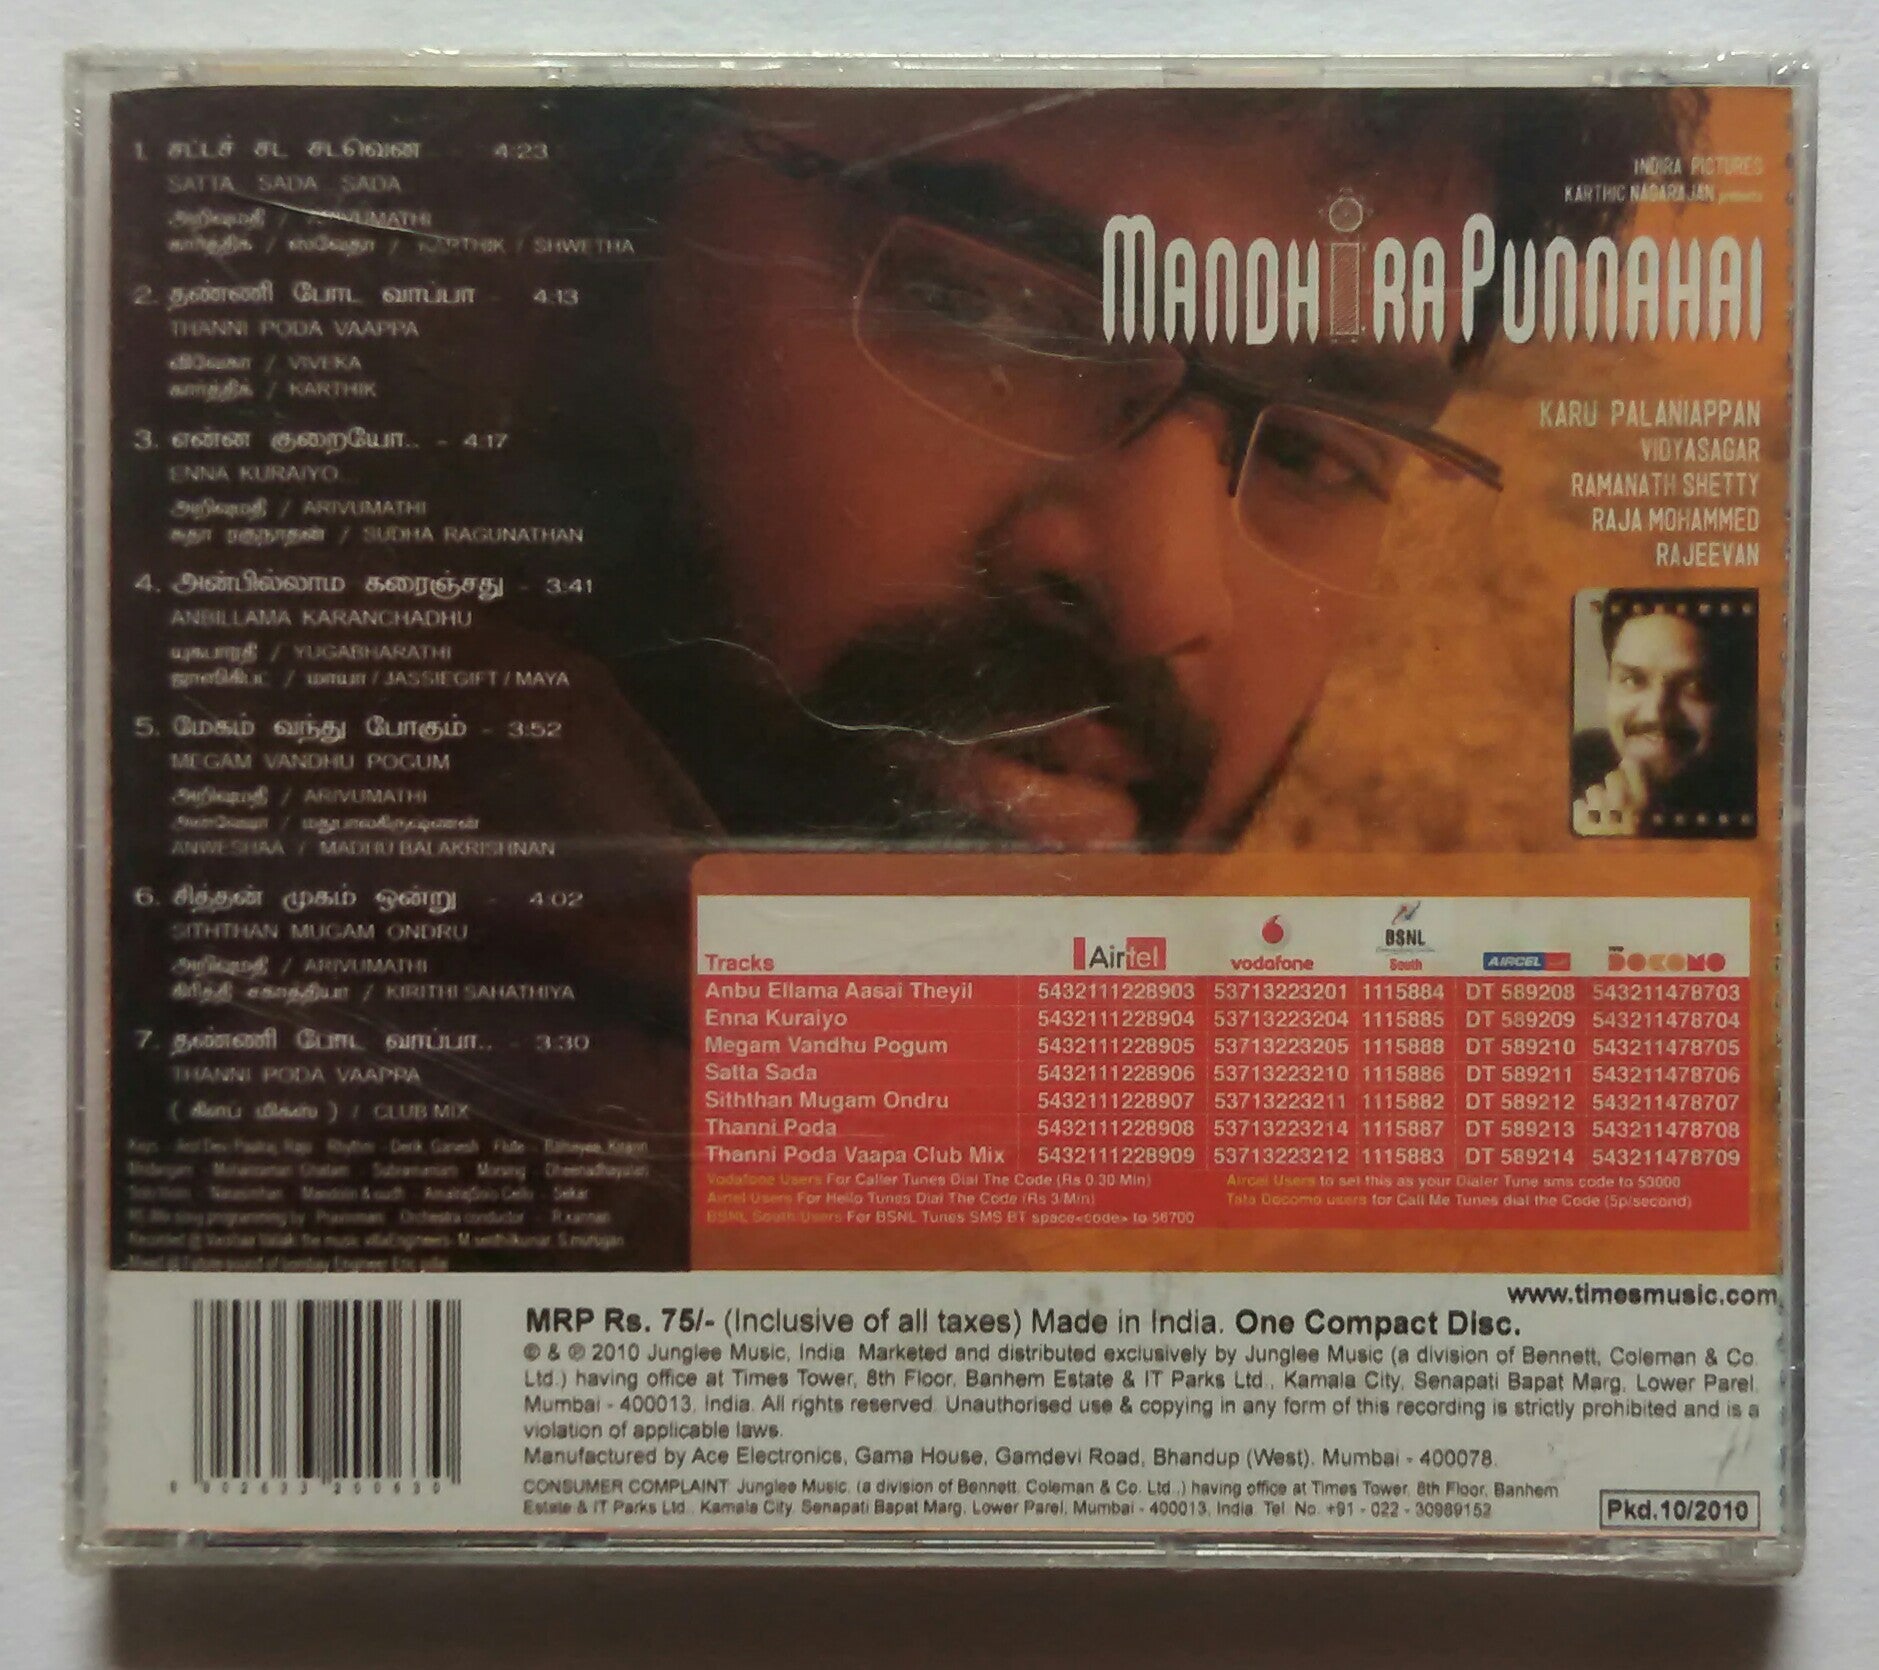 1. சட்டச் சட சடவென - 4:23
SATTA SADA SADA
அறிவுமதி / ARIVUMATHI
கார்த்திக் / ஸ்வேதா / KARTHIK / SHWETHA
2. தண்ணி போட வாப்பா - 4:13
THANNI PODA VAAPPA
விவேகா / VIVEKA
கார்த்திக் / KARTHIK
3. என்ன குறையோ.. - 4:17
ENNA KURAIYO...
அறிவுமதி / ARIVUMATHI
சுதா ரகுநாதன் / SUDHA RAGUNATHAN
4. அன்பில்லாம கரைஞ்சது - 3:41
ANBILLAMA KARANCHADHU
யுகபாரதி / YUGABHARATHI
ஜாஸிகிப்ட் / மாயா / JASSIEGIFT / MAYA
5. மேகம் வந்து போகும் - 3:52
MEGAM VANDHU POGUM
அறிவுமதி / ARIVUMATHI
அன்வேஷா / மதுபாலகிருஷ்ணன்
ANWESHAA / MADHU BALAKRISHNAN
6. சித்தன் முகம் ஒன்று - 4:02
SITHTHAN MUGAM ONDRU
அறிவுமதி / ARIVUMATHI
கிரித்தி சகாத்தியா / KIRITHI SAHATHIYA
7. தண்ணி போட வாப்பா.. - 3:30
THANNI PODA VAAPPA
( கிளப் மிக்ஸ் ) / CLUB MIX
INDIRA PICTURES
KARTHIC NAGARAJAN presents
MANDHIRA PUNNAHAI
KARU PALANIAPPAN
VIDYASAGAR
RAMANATH SHETTY
RAJA MOHAMMED
RAJEEVAN
Tracks Airtel vodafone BSNL South AIRCEL DOCOMO
Anbu Ellama Aasai Theyil 5432111228903 53713223201 1115884 DT 589208 543211478703
Enna Kuraiyo 5432111228904 53713223204 1115885 DT 589209 543211478704
Megam Vandhu Pogum 5432111228905 53713223205 1115888 DT 589210 543211478705
Satta Sada 5432111228906 53713223210 1115886 DT 589211 543211478706
Siththan Mugam Ondru 5432111228907 53713223211 1115882 DT 589212 543211478707
Thanni Poda 5432111228908 53713223214 1115887 DT 589213 543211478708
Thanni Poda Vaapa Club Mix 5432111228909 53713223212 1115883 DT 589214 543211478709
Vodafone Users For Caller Tunes Dial The Code (Rs 0.30 Min)
Airtel Users For Hello Tunes Dial The Code (Rs 3/Min)
BSNL South Users For BSNL Tunes SMS BT space<code> to 56700
Aircel Users to set this as your Dialer Tune sms code to 53000
Tata Docomo users for Call Me Tunes dial the Code (5p/second)
www.timesmusic.com
MRP Rs. 75/- (Inclusive of all taxes) Made in India. One Compact Disc.
© & ℗ 2010 Junglee Music, India. Marketed and distributed exclusively by Junglee Music (a division of Bennett, Coleman & Co.
Ltd.) having office at Times Tower, 8th Floor, Banhem Estate & IT Parks Ltd., Kamala City, Senapati Bapat Marg, Lower Parel,
Mumbai - 400013, India. All rights reserved. Unauthorised use & copying in any form of this recording is strictly prohibited and is a
violation of applicable laws.
Manufactured by Ace Electronics, Gama House, Gamdevi Road, Bhandup (West), Mumbai - 400078.
CONSUMER COMPLAINT: Junglee Music, (a division of Bennett, Coleman & Co. Ltd.,) having office at Times Tower, 8th Floor, Banhem
Estate & IT Parks Ltd., Kamala City, Senapati Bapat Marg, Lower Parel, Mumbai - 400013, India. Tel. No. +91 - 022 - 30989152
Pkd.10/2010